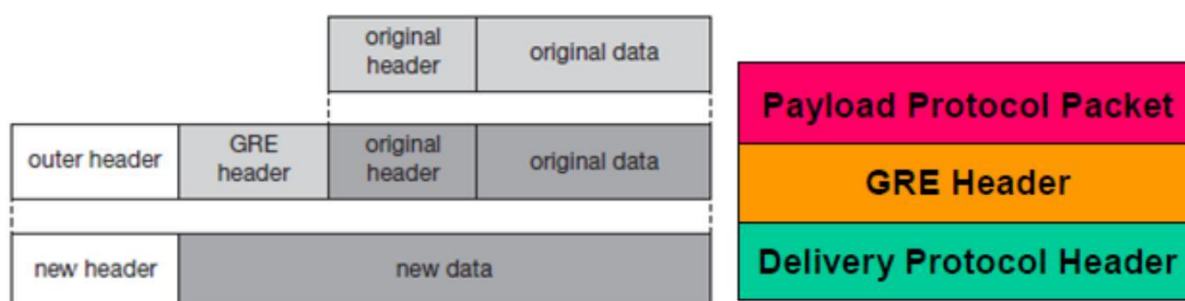 original
header
original data
outer header
GRE
header
original
header
original data
new header
new data
Payload Protocol Packet
GRE Header
Delivery Protocol Header